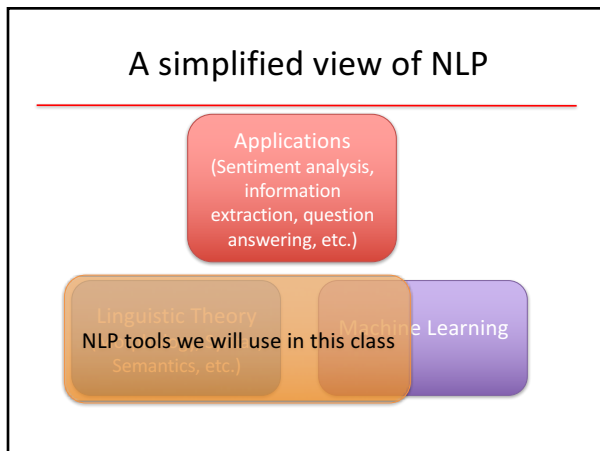 A simplified view of NLP
Applications
(Sentiment analysis,
information
extraction, question
answering, etc.)
Linguistic Theory
Machine Learning
NLP tools we will use in this class
Semantics, etc.)